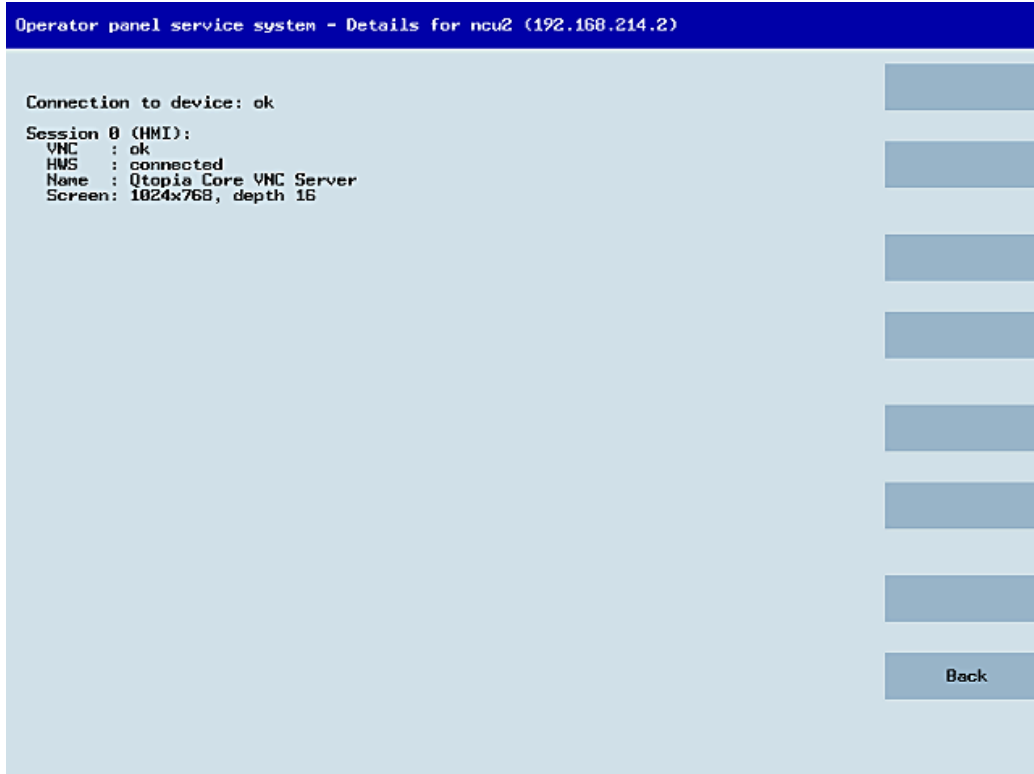 Operator panel service system - Details for ncu2 (192.168.214.2)
Connection to device: ok
Session 0 (HMI):
VNC : ok
HWS : connected
Name : Qtopia Core VNC Server
Screen: 1024x768, depth 16
Back